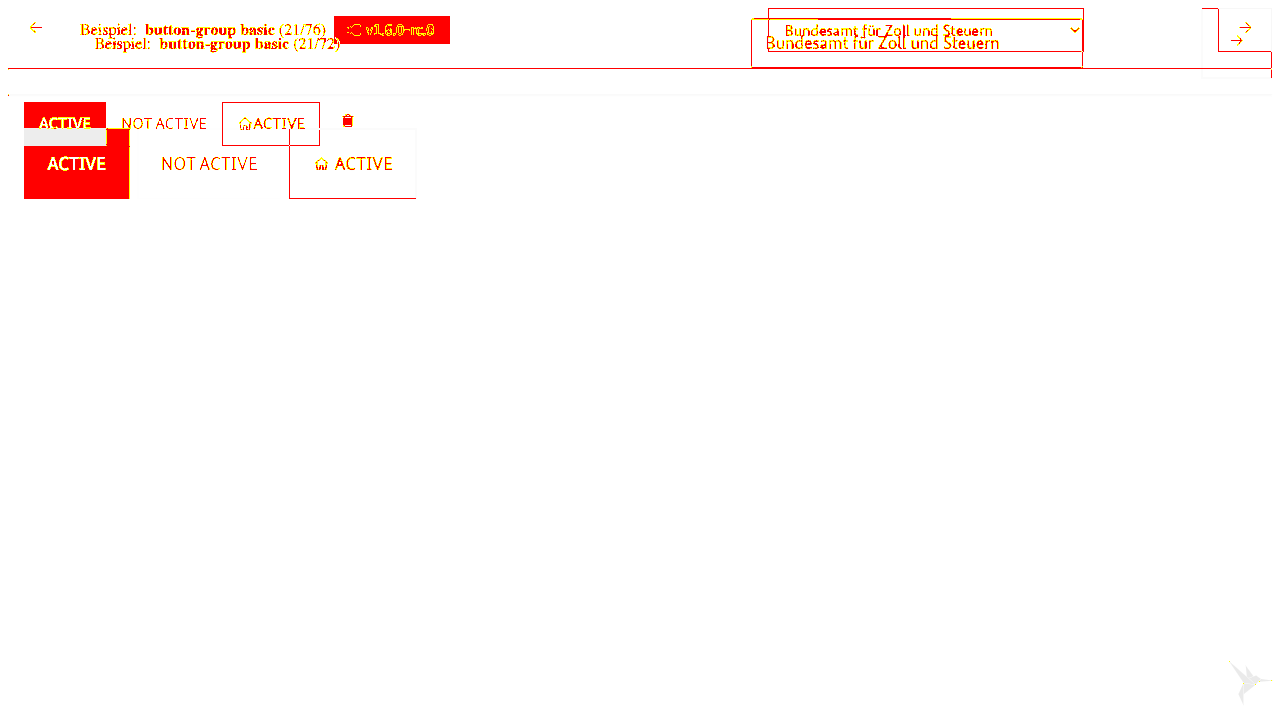 Beispiel: button-group basic (21/76) v1.6.0-rc.0 Bundesamt für Zoll und Steuern
Beispiel: button-group basic (21/72) Bundesamt für Zoll und Steuern
ACTIVE NOT ACTIVE ACTIVE
ACTIVE NOT ACTIVE ACTIVE